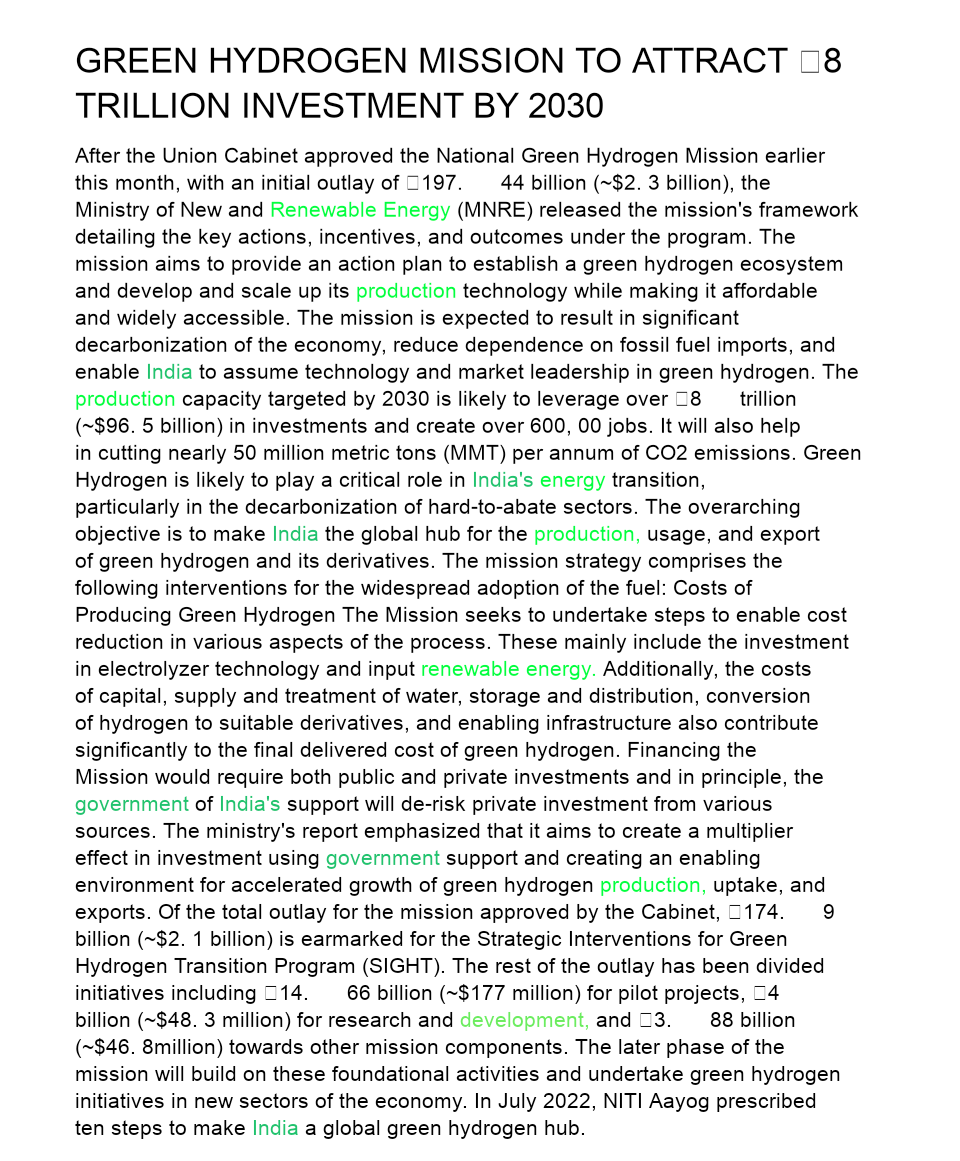 GREEN HYDROGEN MISSION TO ATTRACT □8
TRILLION INVESTMENT BY 2030
After the Union Cabinet approved the National Green Hydrogen Mission earlier
this month, with an initial outlay of □197. 44 billion (~$2. 3 billion), the
Ministry of New and Renewable Energy (MNRE) released the mission's framework
detailing the key actions, incentives, and outcomes under the program. The
mission aims to provide an action plan to establish a green hydrogen ecosystem
and develop and scale up its production technology while making it affordable
and widely accessible. The mission is expected to result in significant
decarbonization of the economy, reduce dependence on fossil fuel imports, and
enable India to assume technology and market leadership in green hydrogen. The
production capacity targeted by 2030 is likely to leverage over □8 trillion
(~$96. 5 billion) in investments and create over 600, 00 jobs. It will also help
in cutting nearly 50 million metric tons (MMT) per annum of CO2 emissions. Green
Hydrogen is likely to play a critical role in India's energy transition,
particularly in the decarbonization of hard-to-abate sectors. The overarching
objective is to make India the global hub for the production, usage, and export
of green hydrogen and its derivatives. The mission strategy comprises the
following interventions for the widespread adoption of the fuel: Costs of
Producing Green Hydrogen The Mission seeks to undertake steps to enable cost
reduction in various aspects of the process. These mainly include the investment
in electrolyzer technology and input renewable energy. Additionally, the costs
of capital, supply and treatment of water, storage and distribution, conversion
of hydrogen to suitable derivatives, and enabling infrastructure also contribute
significantly to the final delivered cost of green hydrogen. Financing the
Mission would require both public and private investments and in principle, the
government of India's support will de-risk private investment from various
sources. The ministry's report emphasized that it aims to create a multiplier
effect in investment using government support and creating an enabling
environment for accelerated growth of green hydrogen production, uptake, and
exports. Of the total outlay for the mission approved by the Cabinet, □174. 9
billion (~$2. 1 billion) is earmarked for the Strategic Interventions for Green
Hydrogen Transition Program (SIGHT). The rest of the outlay has been divided
initiatives including □14. 66 billion (~$177 million) for pilot projects, □4
billion (~$48. 3 million) for research and development, and □3. 88 billion
(~$46. 8million) towards other mission components. The later phase of the
mission will build on these foundational activities and undertake green hydrogen
initiatives in new sectors of the economy. In July 2022, NITI Aayog prescribed
ten steps to make India a global green hydrogen hub.